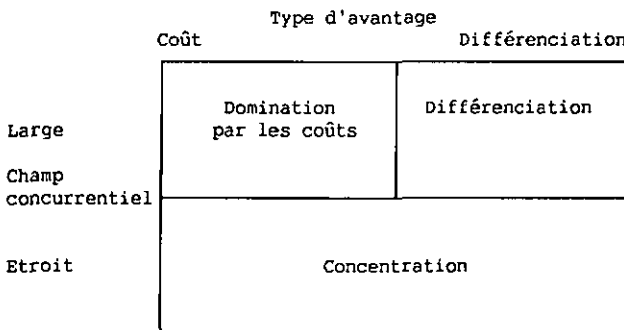 Type d'avantage
Coût Différenciation
Domination Différenciation
Large par les coûts
Champ
concurrentiel
Etroit Concentration